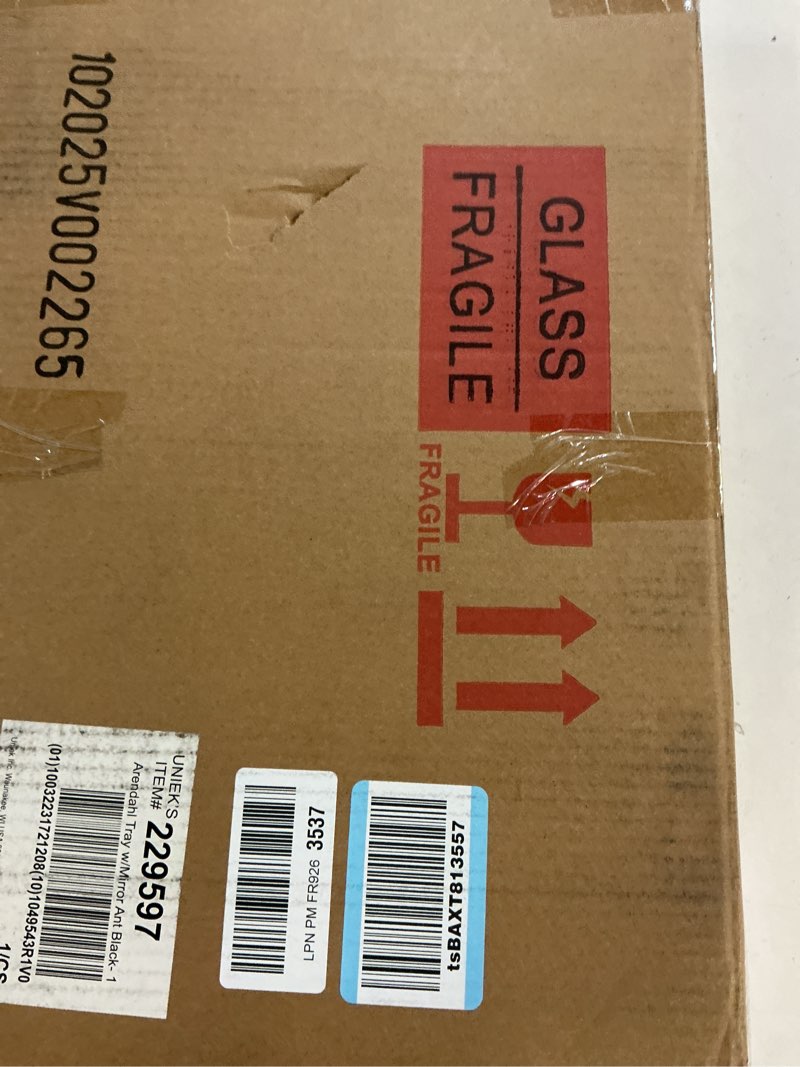 GLASS
FRAGILE
FRAGILE
102025V002265
tsBAXT813557
LPN PM FR926 3537
UNIEK'S
ITEM# 229597
Arendahl Tray w/Mirror Ant Black- 1
(01)10032231721208(10)1049543R1V0